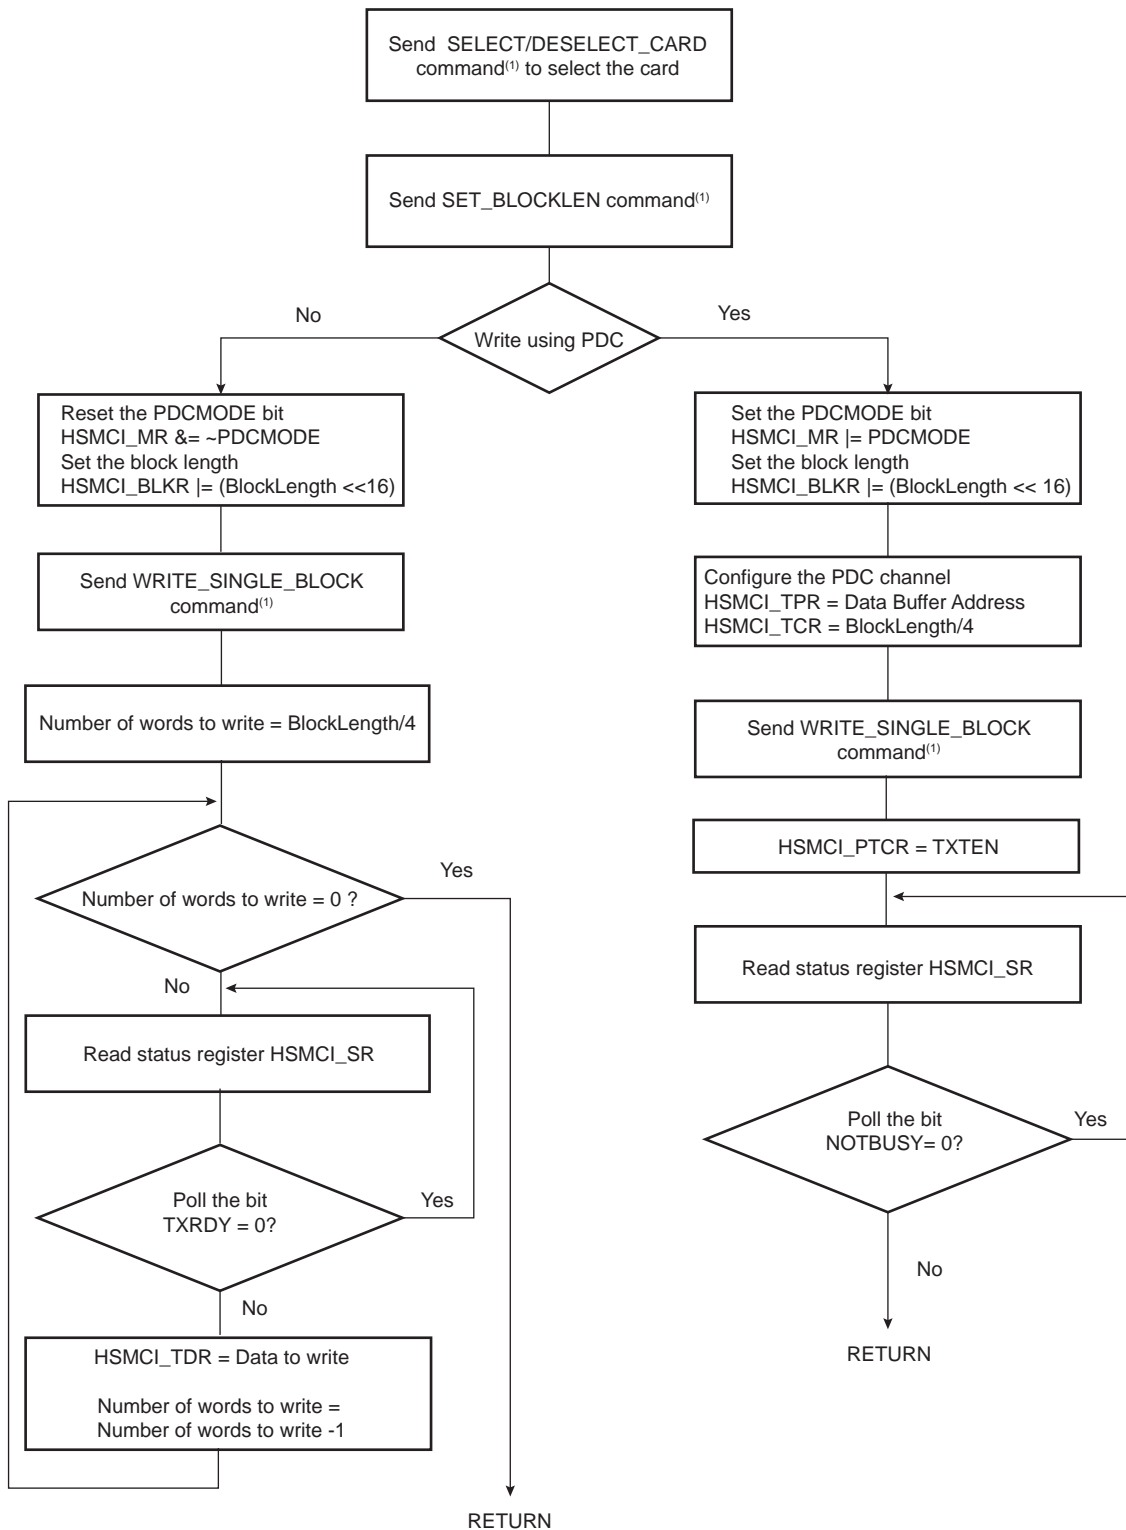 Send SELECT/DESELECT_CARD
command(1) to select the card
Send SET_BLOCKLEN command(1)
No
Yes
Write using PDC
Reset the PDCMODE bit
HSMCI_MR &= ~PDCMODE
Set the block length
HSMCI_BLKR |= (BlockLength <<16)
Send WRITE_SINGLE_BLOCK
command(1)
Number of words to write = BlockLength/4
Number of words to write = 0 ?
Yes
No
Read status register HSMCI_SR
Poll the bit
TXRDY = 0?
Yes
No
HSMCI_TDR = Data to write
Number of words to write =
Number of words to write -1
RETURN
Set the PDCMODE bit
HSMCI_MR |= PDCMODE
Set the block length
HSMCI_BLKR |= (BlockLength << 16)
Configure the PDC channel
HSMCI_TPR = Data Buffer Address
HSMCI_TCR = BlockLength/4
Send WRITE_SINGLE_BLOCK
command(1)
HSMCI_PTCR = TXTEN
Read status register HSMCI_SR
Poll the bit
NOTBUSY= 0?
Yes
No
RETURN